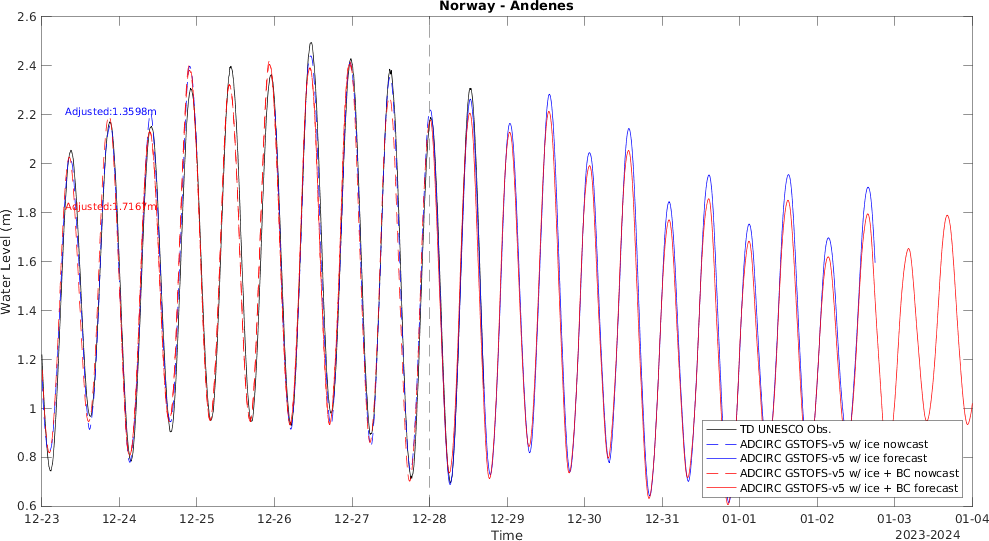 Norway - Andenes
2.6
2.4
2.2
2
1.8
1.6
1.4
1.2
1
0.8
0.6
Water Level (m)
Adjusted:1.3598m
Adjusted:1.7167m
TD UNESCO Obs.
ADCIRC GSTOFS-v5 w/ ice nowcast
ADCIRC GSTOFS-v5 w/ ice forecast
ADCIRC GSTOFS-v5 w/ ice + BC nowcast
ADCIRC GSTOFS-v5 w/ ice + BC forecast
12-23 12-24 12-25 12-26 12-27 12-28 12-29 12-30 12-31 01-01 01-02 01-03 01-04
Time
2023-2024